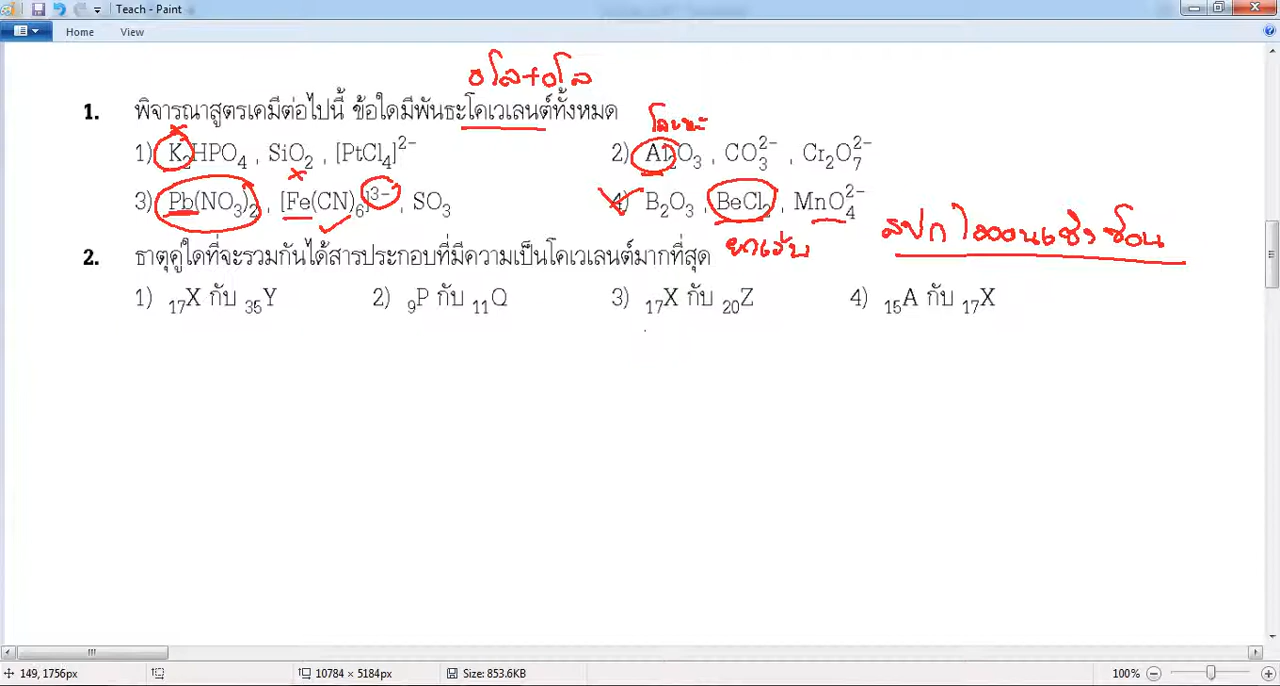 Teach - Paint
Home View
อโล+อโล
1. พิจารณาสูตรเคมีต่อไปนี้ ข้อใดมีพันธะโคเวเลนต์ทั้งหมด
โลหะ
1) K2HPO4 , SiO2 , [PtCl4]2− 2) Al2O3 , CO3 2− , Cr2O7 2−
3) Pb(NO3)2 , [Fe(CN)6]3− , SO3 4) B2O3 , BeCl2 , MnO4 2−
ยกเว้น สปก ไอออนเชิงซ้อน
2. ธาตุคู่ใดที่จะรวมกันได้สารประกอบที่มีความเป็นโคเวเลนต์มากที่สุด
1) 17X กับ 35Y 2) 9P กับ 11Q 3) 17X กับ 20Z 4) 15A กับ 17X
149, 1756px 10784 × 5184px Size: 853.6KB 100%